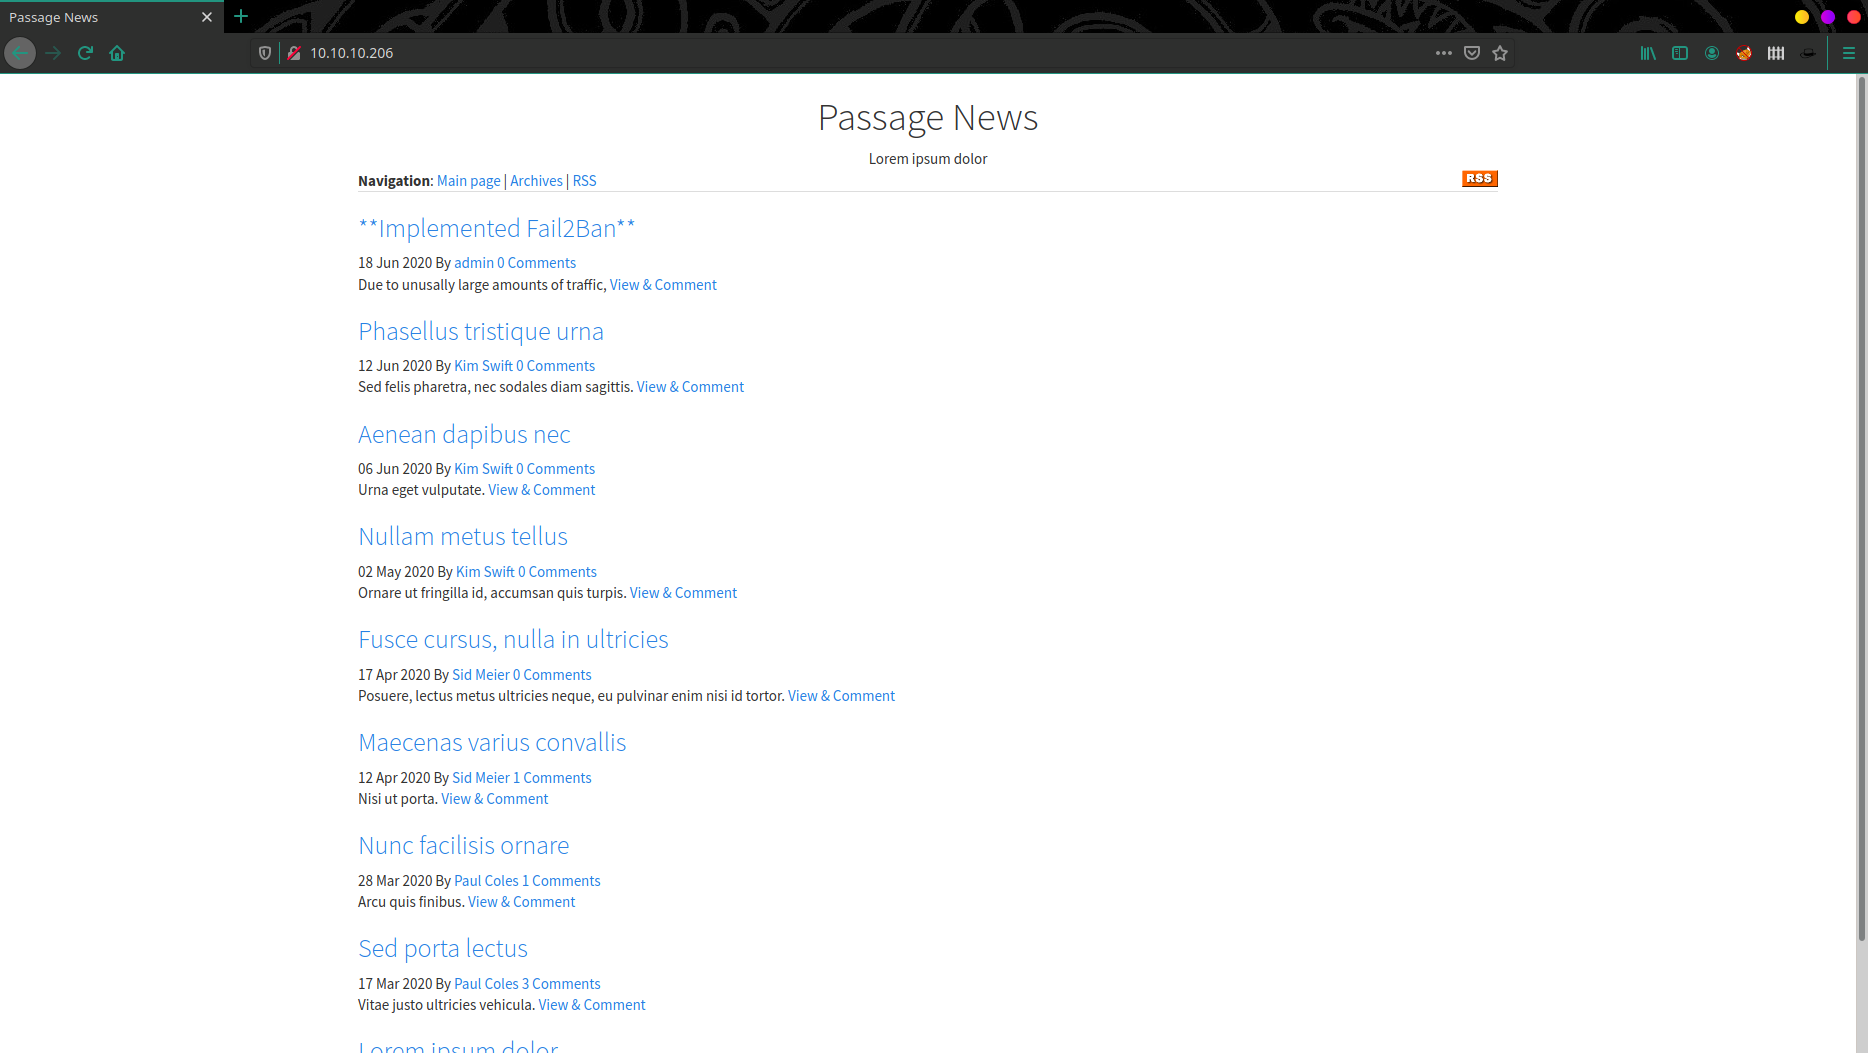 Passage News
10.10.10.206
Passage News
Lorem ipsum dolor
Navigation: Main page | Archives | RSS
RSS
**Implemented Fail2Ban**
18 Jun 2020 By admin 0 Comments
Due to unusally large amounts of traffic, View & Comment
Phasellus tristique urna
12 Jun 2020 By Kim Swift 0 Comments
Sed felis pharetra, nec sodales diam sagittis. View & Comment
Aenean dapibus nec
06 Jun 2020 By Kim Swift 0 Comments
Urna eget vulputate. View & Comment
Nullam metus tellus
02 May 2020 By Kim Swift 0 Comments
Ornare ut fringilla id, accumsan quis turpis. View & Comment
Fusce cursus, nulla in ultricies
17 Apr 2020 By Sid Meier 0 Comments
Posuere, lectus metus ultricies neque, eu pulvinar enim nisi id tortor. View & Comment
Maecenas varius convallis
12 Apr 2020 By Sid Meier 1 Comments
Nisi ut porta. View & Comment
Nunc facilisis ornare
28 Mar 2020 By Paul Coles 1 Comments
Arcu quis finibus. View & Comment
Sed porta lectus
17 Mar 2020 By Paul Coles 3 Comments
Vitae justo ultricies vehicula. View & Comment
Lorem ipsum dolor